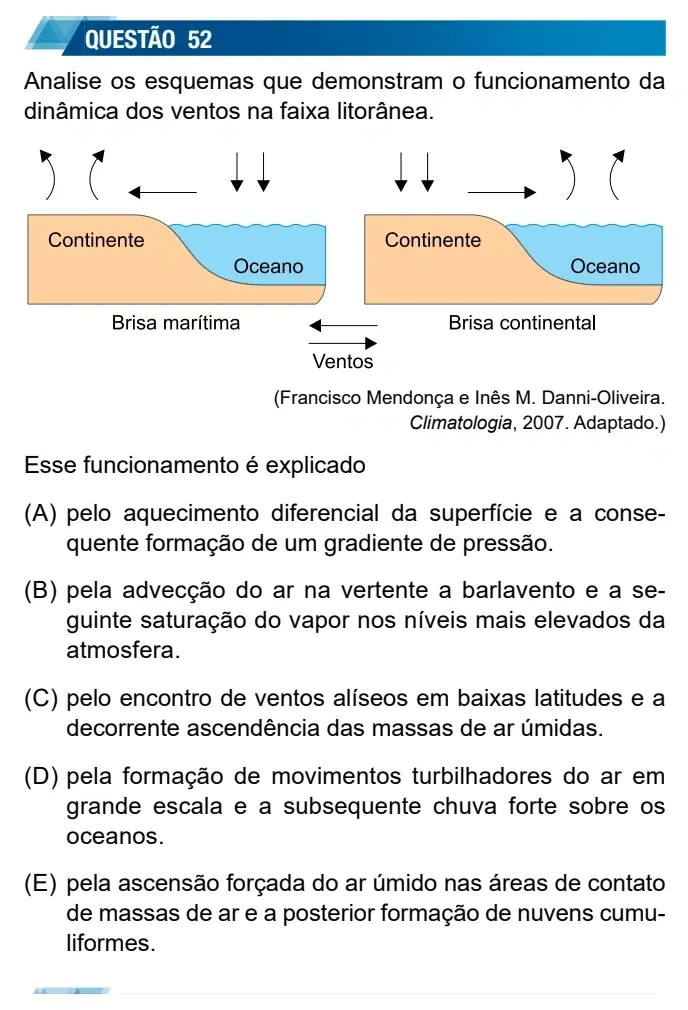 QUESTÃO 52
Analise os esquemas que demonstram o funcionamento da
dinâmica dos ventos na faixa litorânea.
Continente
Oceano
Continente
Oceano
Brisa marítima
Brisa continental
Ventos
(Francisco Mendonça e Inês M. Danni-Oliveira.
Climatologia, 2007. Adaptado.)
Esse funcionamento é explicado
(A) pelo aquecimento diferencial da superfície e a conse-
quente formação de um gradiente de pressão.
(B) pela advecção do ar na vertente a barlavento e a se-
guinte saturação do vapor nos níveis mais elevados da
atmosfera.
(C) pelo encontro de ventos alíseos em baixas latitudes e a
decorrente ascendência das massas de ar úmidas.
(D) pela formação de movimentos turbilhadores do ar em
grande escala e a subsequente chuva forte sobre os
oceanos.
(E) pela ascensão forçada do ar úmido nas áreas de contato
de massas de ar e a posterior formação de nuvens cumu-
liformes.